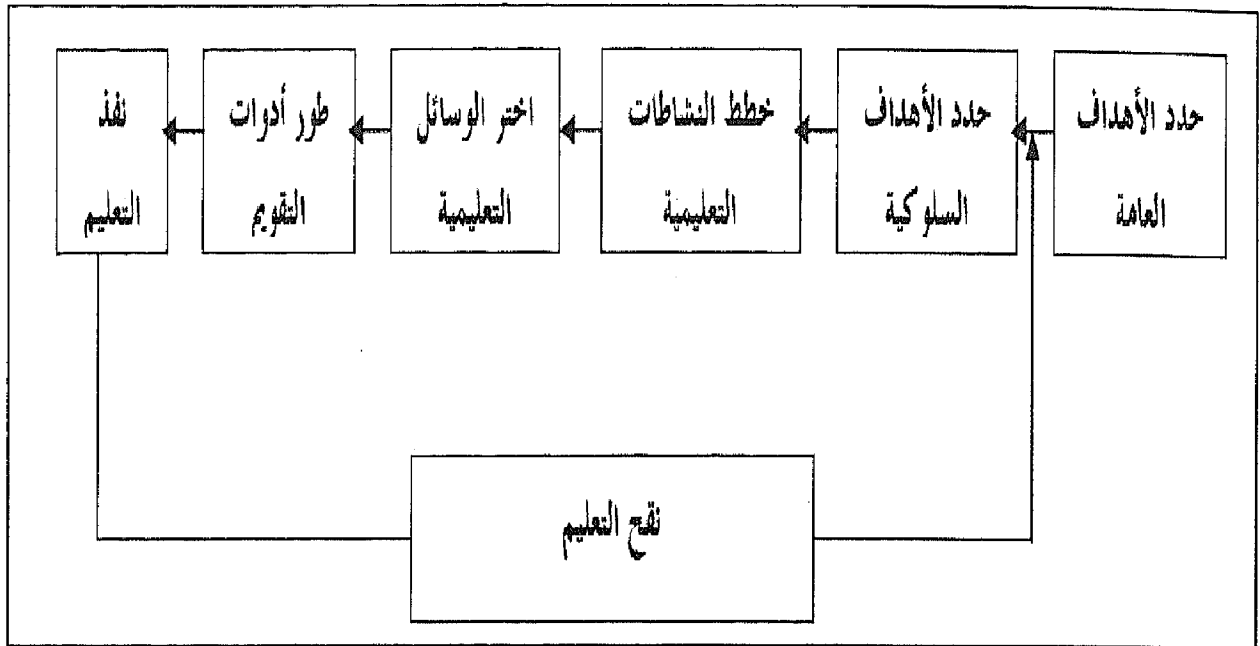 حدد الأهداف
العامة
حدد الأهداف
السلوكية
خطط النشاطات
التعليمية
اختر الوسائل
التعليمية
طور أدوات
التقويم
نفذ
التعليم
نقح التعليم